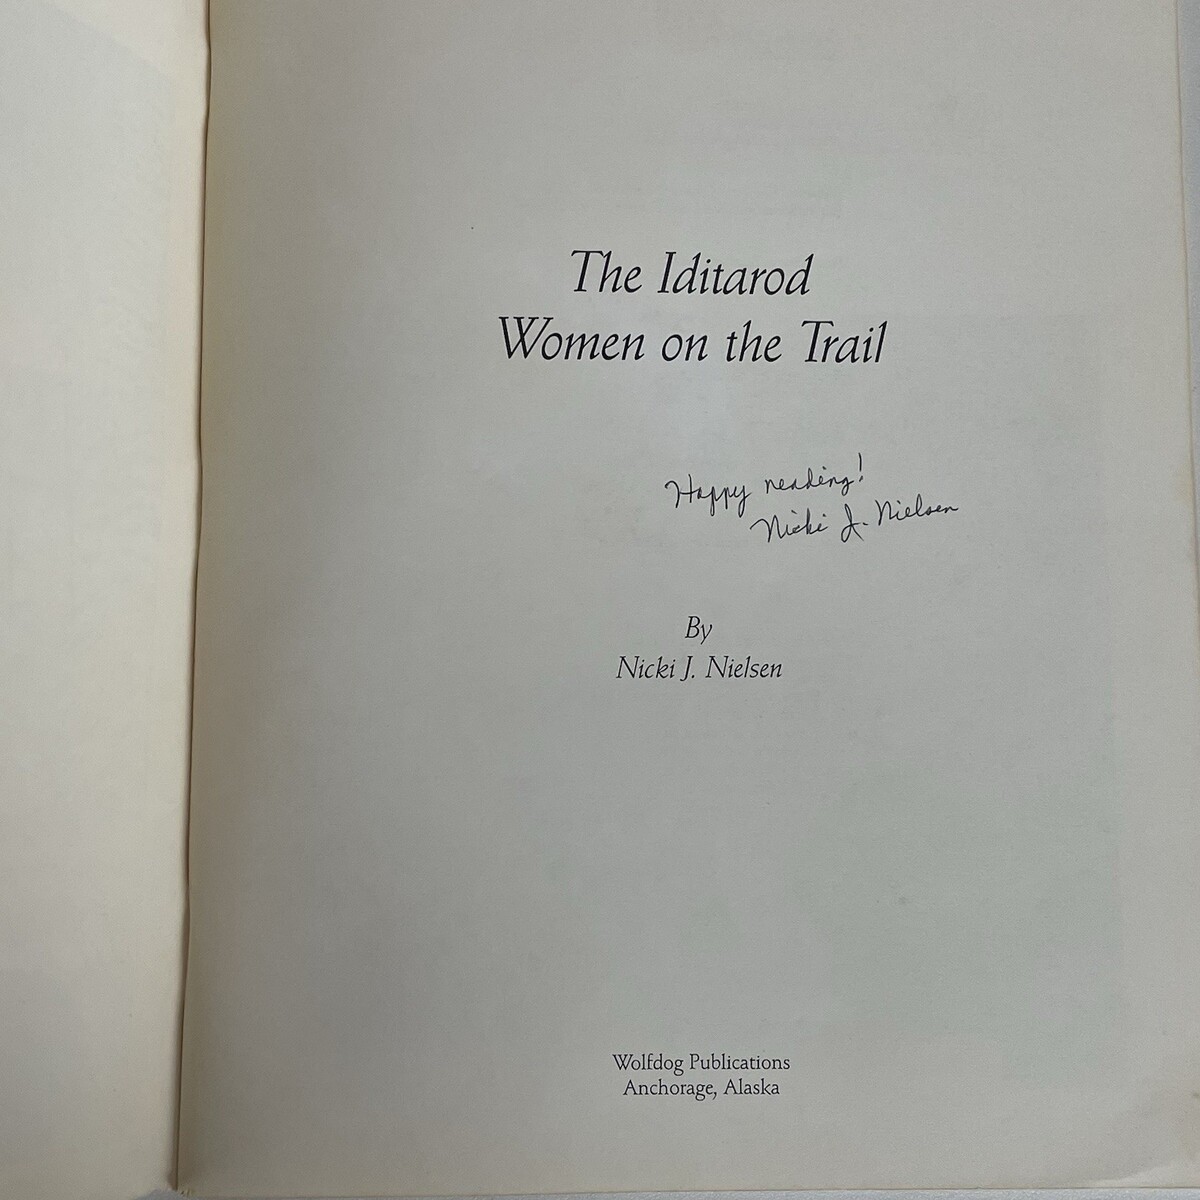 The Iditarod
Women on the Trail
Happy reading!
Nicki J. Nielsen
By
Nicki J. Nielsen
Wolfdog Publications
Anchorage, Alaska